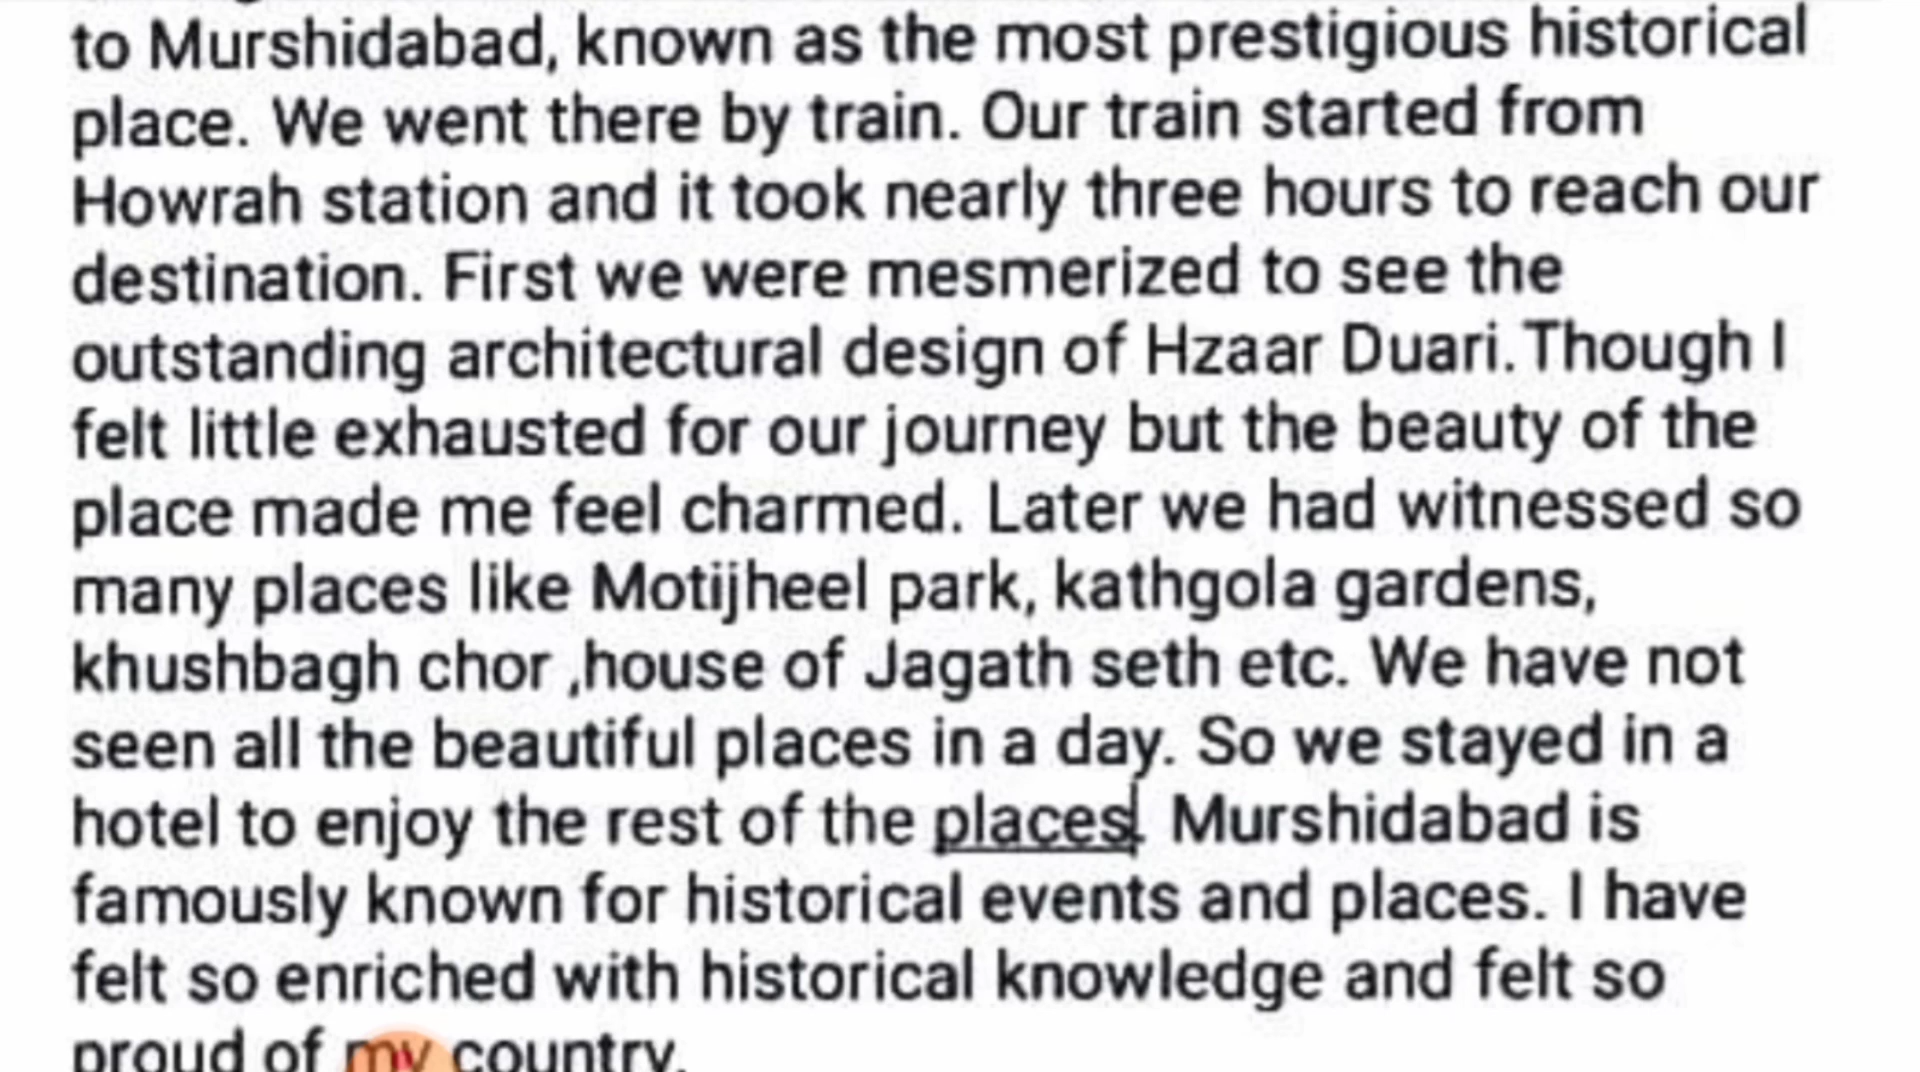 to Murshidabad, known as the most prestigious historical
place. We went there by train. Our train started from
Howrah station and it took nearly three hours to reach our
destination. First we were mesmerized to see the
outstanding architectural design of Hzaar Duari.Though I
felt little exhausted for our journey but the beauty of the
place made me feel charmed. Later we had witnessed so
many places like Motijheel park, kathgola gardens,
khushbagh chor ,house of Jagath seth etc. We have not
seen all the beautiful places in a day. So we stayed in a
hotel to enjoy the rest of the places. Murshidabad is
famously known for historical events and places. I have
felt so enriched with historical knowledge and felt so
proud of my country.